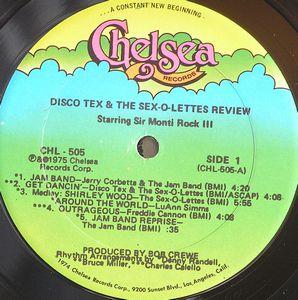 ...A CONSTANT NEW BEGINNING.
Chelsea
RECORDS
DISCO TEX & THE SEX-O-LETTES REVIEW
Starring Sir Monti Rock III
CHL - 505
SIDE 1
℗&©1975 Chelsea
Records Corp.
(CHL-505-A)
*1. JAM BAND—Jerry Corbetta & The Jam Band (BMI) 4:20
*2. GET DANCIN'—Disco Tex & The Sex-O-Lettes (BMI/ASCAP) 4:08
*3. Medley: SHIRLEY WOOD—The Sex-O-Lettes (BMI)
*AROUND THE WORLD—LuAnn Simms
**4. OUTRAGEOUS—Freddie Cannon (BMI) 4:08
*5. JAM BAND REPRISE—
The Jam Band (BMI) :35
PRODUCED BY BOB CREWE
Rhythm Arrangements by: *Denny Randell,
**Bruce Miller, ***Charles Calello
1974 Chelsea Records Corp., 9200 Sunset Blvd., Los Angeles, Calif.